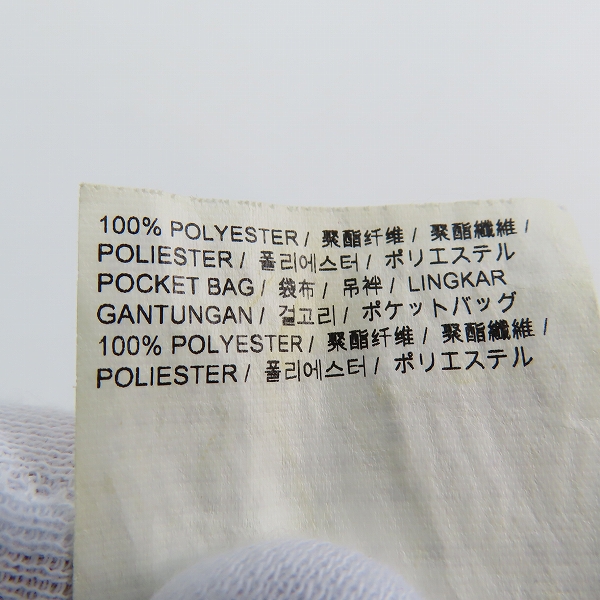 100% POLYESTER / 聚酯纤维 / 聚酯纖維 /
POLIESTER / 폴리에스터 / ポリエステル
POCKET BAG / 袋布 / 吊袢 / LINGKAR
GANTUNGAN / 걸고리 / ポケットバッグ
100% POLYESTER / 聚酯纤维 / 聚酯纖維 /
POLIESTER / 폴리에스터 / ポリエステル